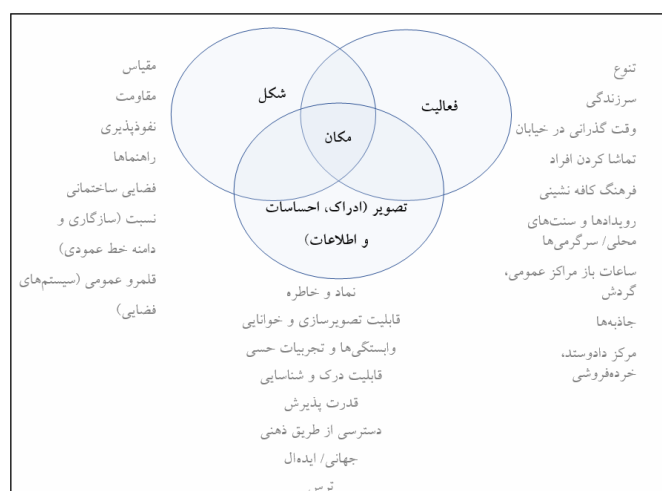 شکل
فعالیت
مکان
تصویر (ادراک، احساسات
و اطلاعات)
تنوع
سرزندگی
وقت گذرانی در خیابان
تماشا کردن افراد
فرهنگ کافه نشینی
رویدادها و سنت‌های
محلی/ سرگرمی‌ها
ساعات باز مراکز عمومی،
گردش
جاذبه‌ها
مرکز دادوستد،
خرده‌فروشی
مقیاس
مقاومت
نفوذپذیری
راهنماها
فضایی ساختمانی
نسبت (سازگاری و
دامنه خط عمودی)
قلمرو عمومی (سیستم‌های
فضایی)
نماد و خاطره
قابلیت تصویرسازی و خوانایی
وابستگی‌ها و تجربیات حسی
قابلیت درک و شناسایی
قدرت پذیرش
دسترسی از طریق ذهنی
جهانی/ ایده‌ال
ترس